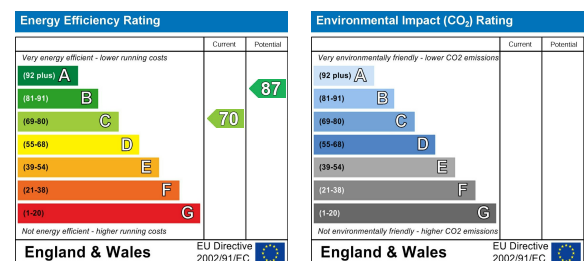 Energy Efficiency Rating
Current Potential
Very energy efficient - lower running costs
(92 plus) A
(81-91) B
87
(69-80) C
70
(55-68) D
(39-54) E
(21-38) F
(1-20) G
Not energy efficient - higher running costs
England & Wales
EU Directive
2002/91/EC
Environmental Impact (CO₂) Rating
Current Potential
Very environmentally friendly - lower CO2 emissions
(92 plus) A
(81-91) B
(69-80) C
(55-68) D
(39-54) E
(21-38) F
(1-20) G
Not environmentally friendly - higher CO2 emissions
England & Wales
EU Directive
2002/91/EC